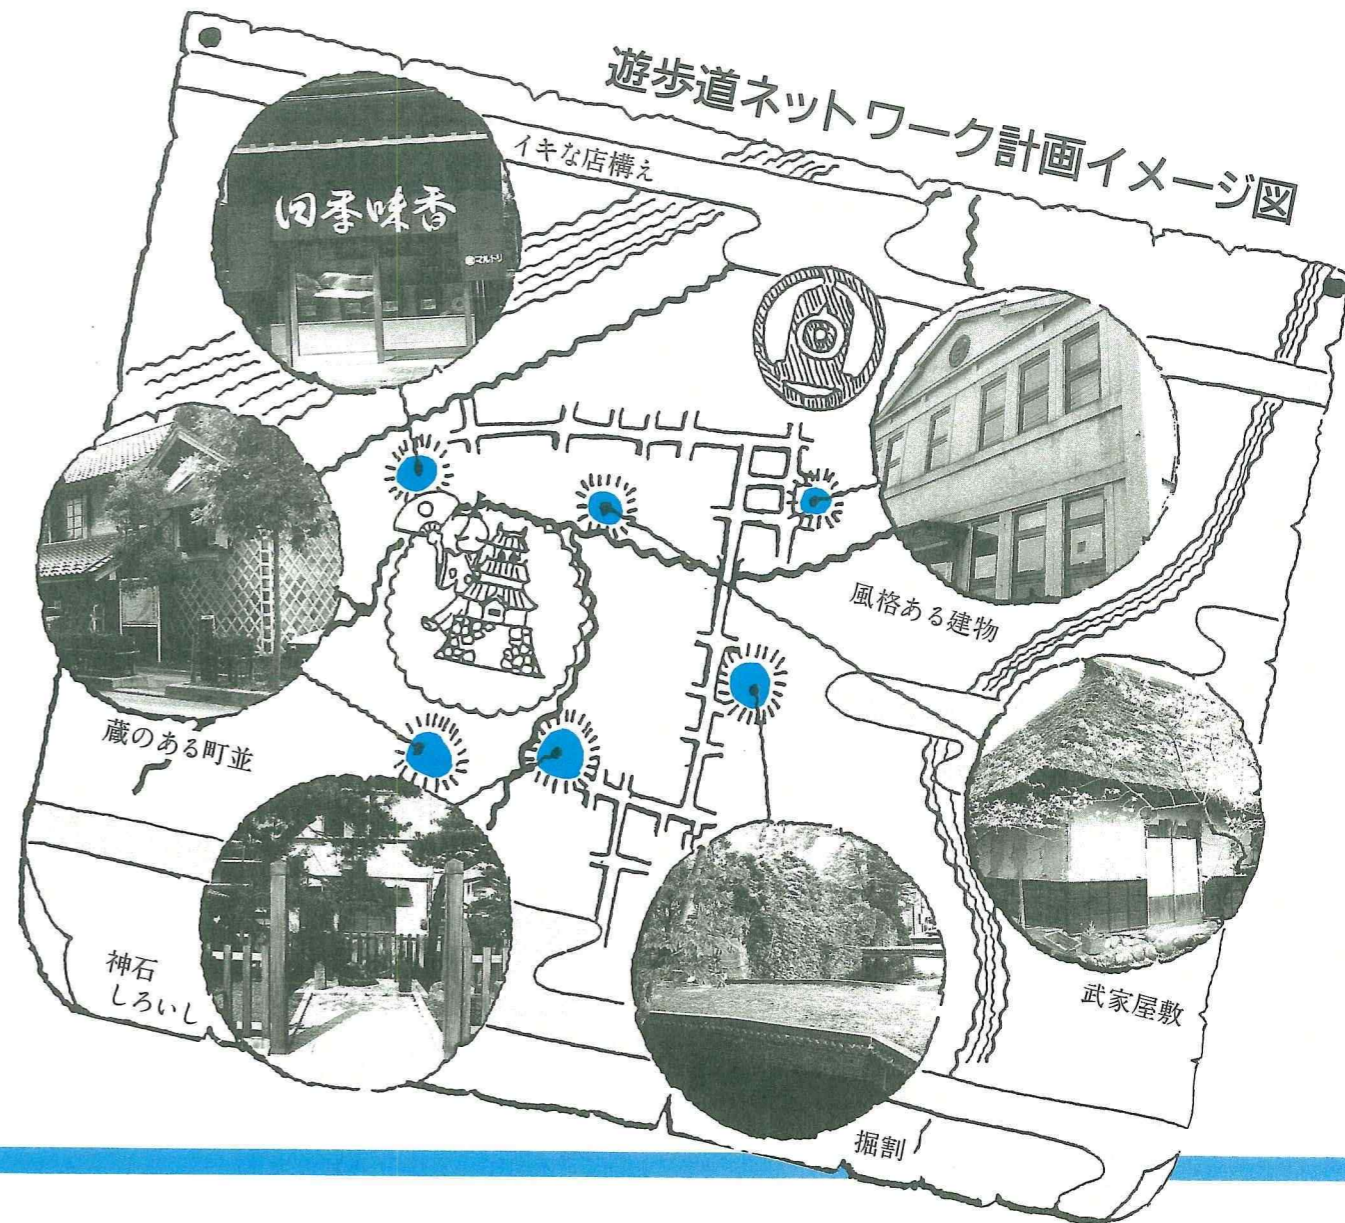 遊歩道ネットワーク計画イメージ図
イキな店構え
四季味香
マルトリ
風格ある建物
蔵のある町並
武家屋敷
神石
しろいし
掘割